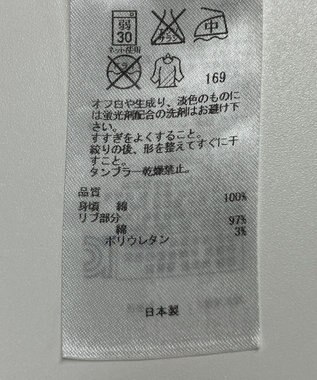 弱
30
ネット使用
中
169
オフ白や生成り、淡色のものに
は蛍光剤配合の洗剤はお避け下
さい。
すすぎをよくすること。
絞りの後、形を整えてすぐに干
すこと。
タンブラー乾燥禁止。
品質
身頃 綿 100%
リブ部分
綿 97%
ポリウレタン 3%
日本製